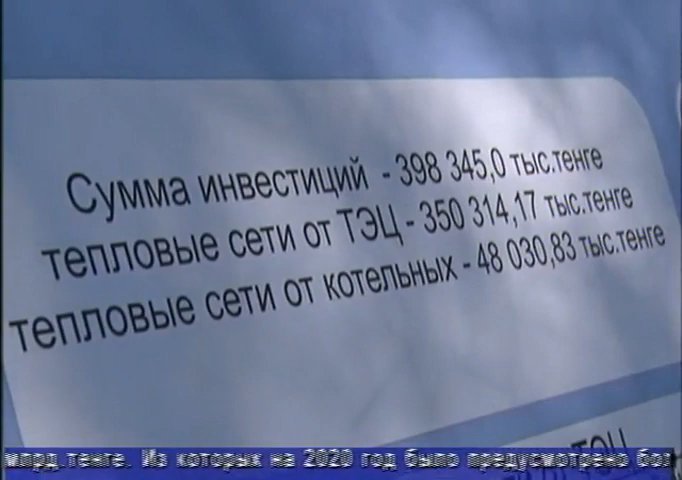 Сумма инвестиций - 398 345,0 тыс.тенге
тепловые сети от ТЭЦ - 350 314,17 тыс.тенге
тепловые сети от котельных - 48 030,83 тыс.тенге
ТЭЦ
млрд.тенге. Из которых на 2020 год было предусмотрено